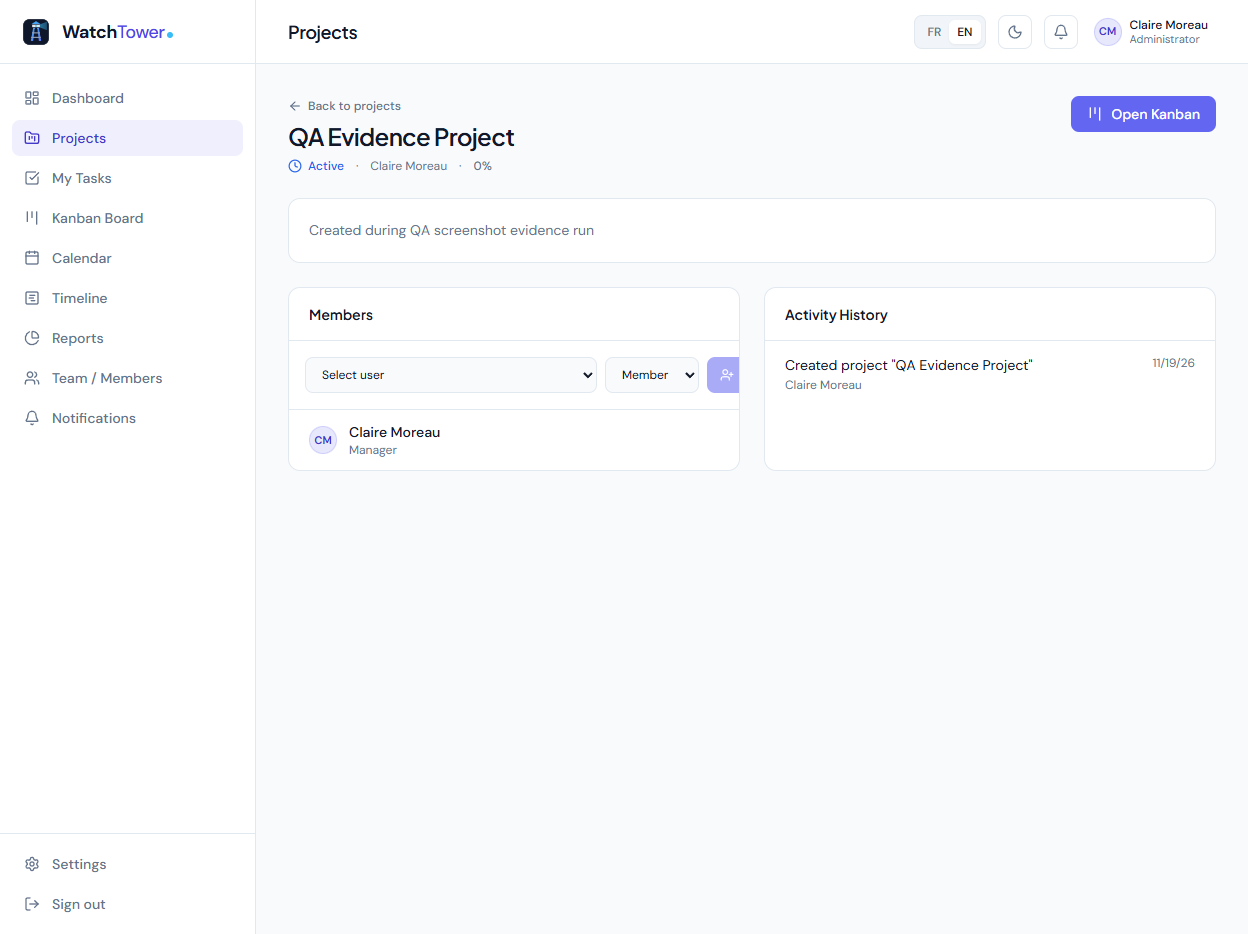 WatchTower
Projects
FR EN
CM
Claire Moreau
Administrator
Dashboard
Projects
My Tasks
Kanban Board
Calendar
Timeline
Reports
Team / Members
Notifications
Settings
Sign out
Back to projects
QA Evidence Project
Active · Claire Moreau · 0%
Open Kanban
Created during QA screenshot evidence run
Members
Select user
Member
CM
Claire Moreau
Manager
Activity History
Created project "QA Evidence Project"
11/19/26
Claire Moreau